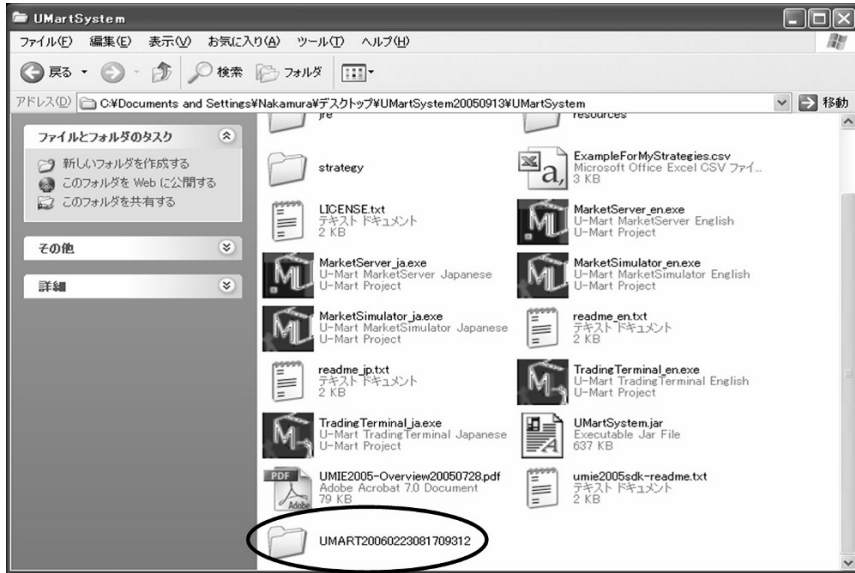 UMartSystem
ファイル(F) 編集(E) 表示(V) お気に入り(A) ツール(T) ヘルプ(H)
戻る 検索 フォルダ
アドレス(D) C:¥Documents and Settings¥Nakamura¥デスクトップ¥UMartSystem20050913¥UMartSystem 移動
ファイルとフォルダのタスク
新しいフォルダを作成する
このフォルダを Web に公開する
このフォルダを共有する
その他
詳細
jre
resources
strategy
ExampleForMyStrategies.csv
Microsoft Office Excel CSV ファイ...
3 KB
LICENSE.txt
テキスト ドキュメント
2 KB
MarketServer_en.exe
U-Mart MarketServer English
U-Mart Project
MarketServer_ja.exe
U-Mart MarketServer Japanese
U-Mart Project
MarketSimulator_en.exe
U-Mart MarketSimulator English
U-Mart Project
MarketSimulator_ja.exe
U-Mart MarketSimulator Japanese
U-Mart Project
readme_en.txt
テキスト ドキュメント
2 KB
readme_jp.txt
テキスト ドキュメント
2 KB
TradingTerminal_en.exe
U-Mart TradingTerminal English
U-Mart Project
TradingTerminal_ja.exe
U-Mart TradingTerminal Japanese
U-Mart Project
UMartSystem.jar
Executable Jar File
637 KB
UMIE2005-Overview20050728.pdf
Adobe Acrobat 7.0 Document
79 KB
umie2005sdk-readme.txt
テキスト ドキュメント
2 KB
UMART20060223081709312